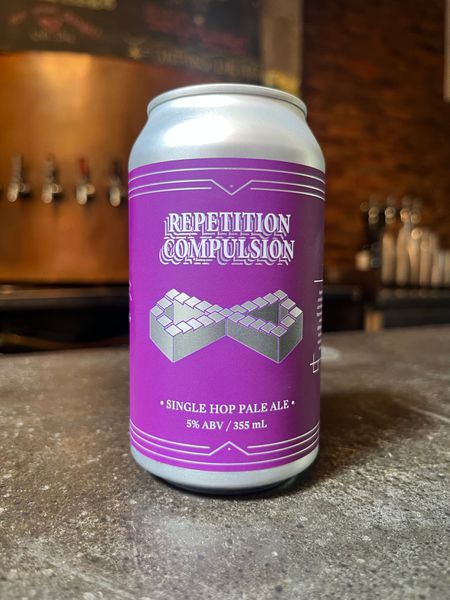 REPETITION
COMPULSION
• SINGLE HOP PALE ALE •
5% ABV / 355 mL